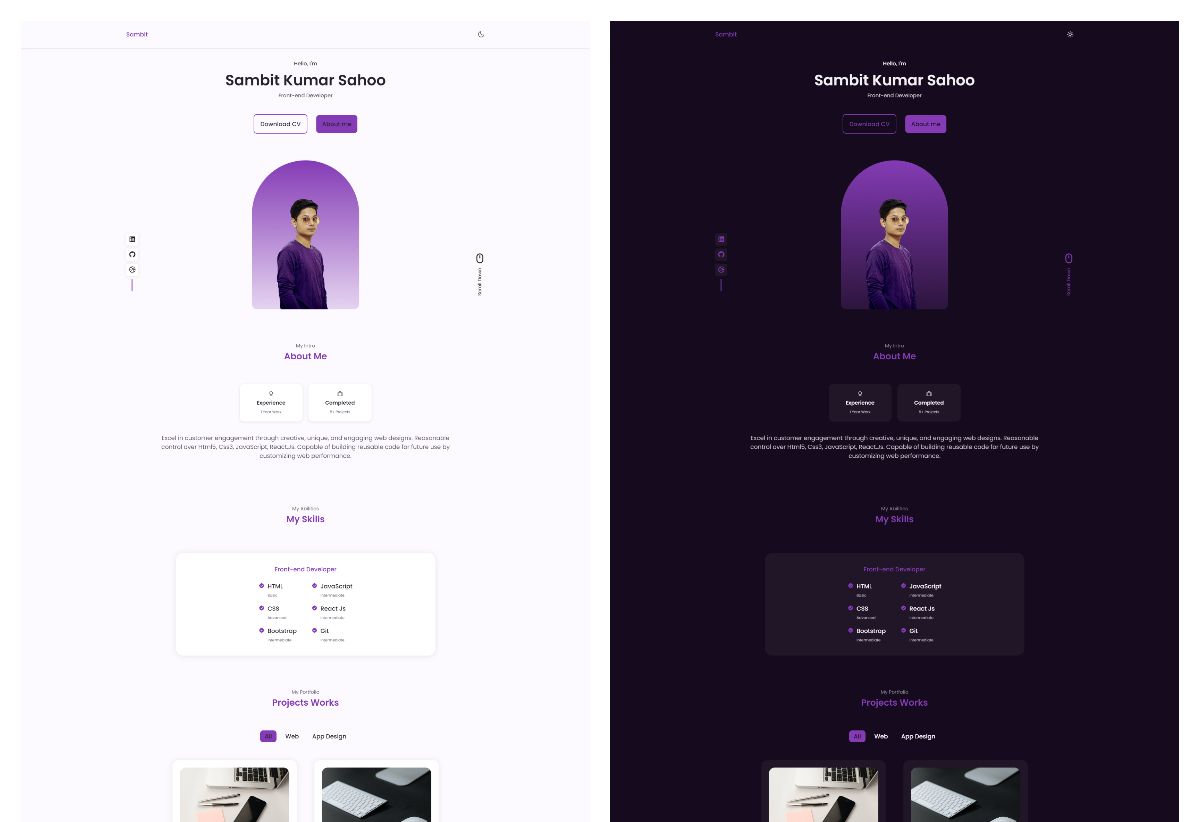 Sambit
Hello, I'm
Sambit Kumar Sahoo
Front-end Developer
Download CV
About me
Scroll Down
My Intro
About Me
Experience
1 Year Work
Completed
5+ Projects
Excel in customer engagement through creative, unique, and engaging web designs. Reasonable
control over Html5, Css3, JavaScript, ReactJs. Capable of building reusable code for future use by
customizing web performance.
My Abilities
My Skills
Front-end Developer
HTML
Basic
JavaScript
Intermediate
CSS
Advanced
React Js
Intermediate
Bootstrap
Intermediate
Git
Intermediate
My Portfolio
Projects Works
All
Web
App Design
Sambit
Hello, I'm
Sambit Kumar Sahoo
Front-end Developer
Download CV
About me
Scroll Down
My Intro
About Me
Experience
1 Year Work
Completed
5+ Projects
Excel in customer engagement through creative, unique, and engaging web designs. Reasonable
control over Html5, Css3, JavaScript, ReactJs. Capable of building reusable code for future use by
customizing web performance.
My Abilities
My Skills
Front-end Developer
HTML
Basic
JavaScript
Intermediate
CSS
Advanced
React Js
Intermediate
Bootstrap
Intermediate
Git
Intermediate
My Portfolio
Projects Works
All
Web
App Design